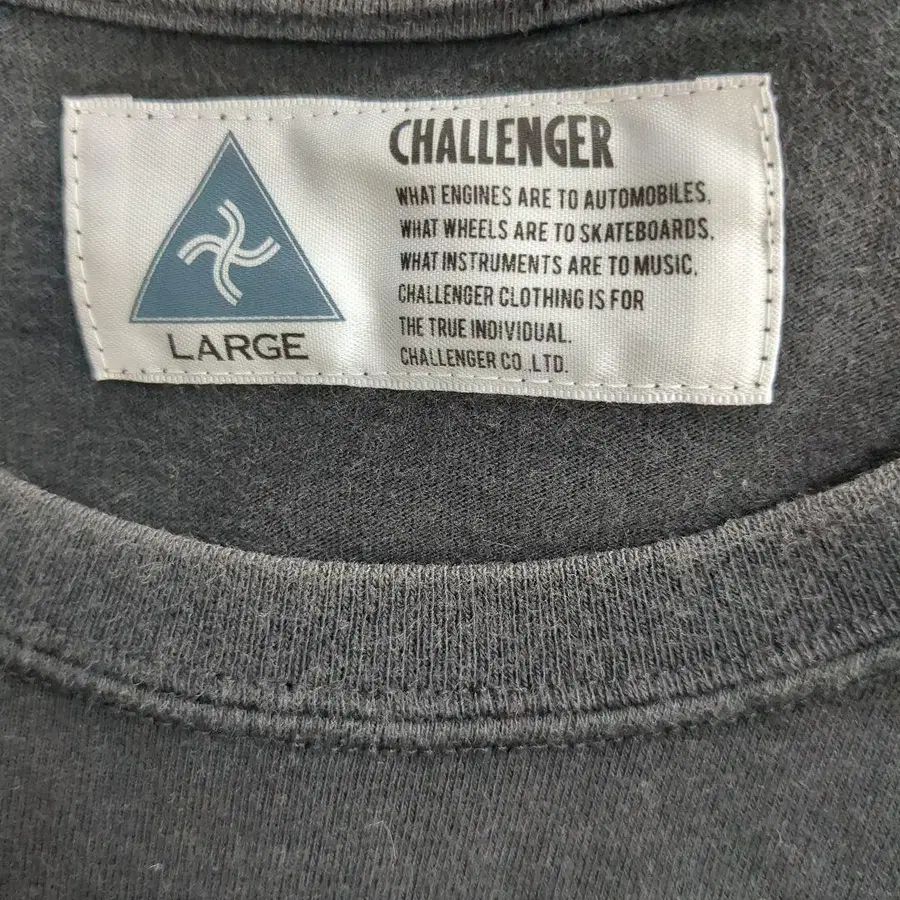 CHALLENGER
WHAT ENGINES ARE TO AUTOMOBILES.
WHAT WHEELS ARE TO SKATEBOARDS.
WHAT INSTRUMENTS ARE TO MUSIC.
CHALLENGER CLOTHING IS FOR
THE TRUE INDIVIDUAL.
CHALLENGER CO .LTD.
LARGE